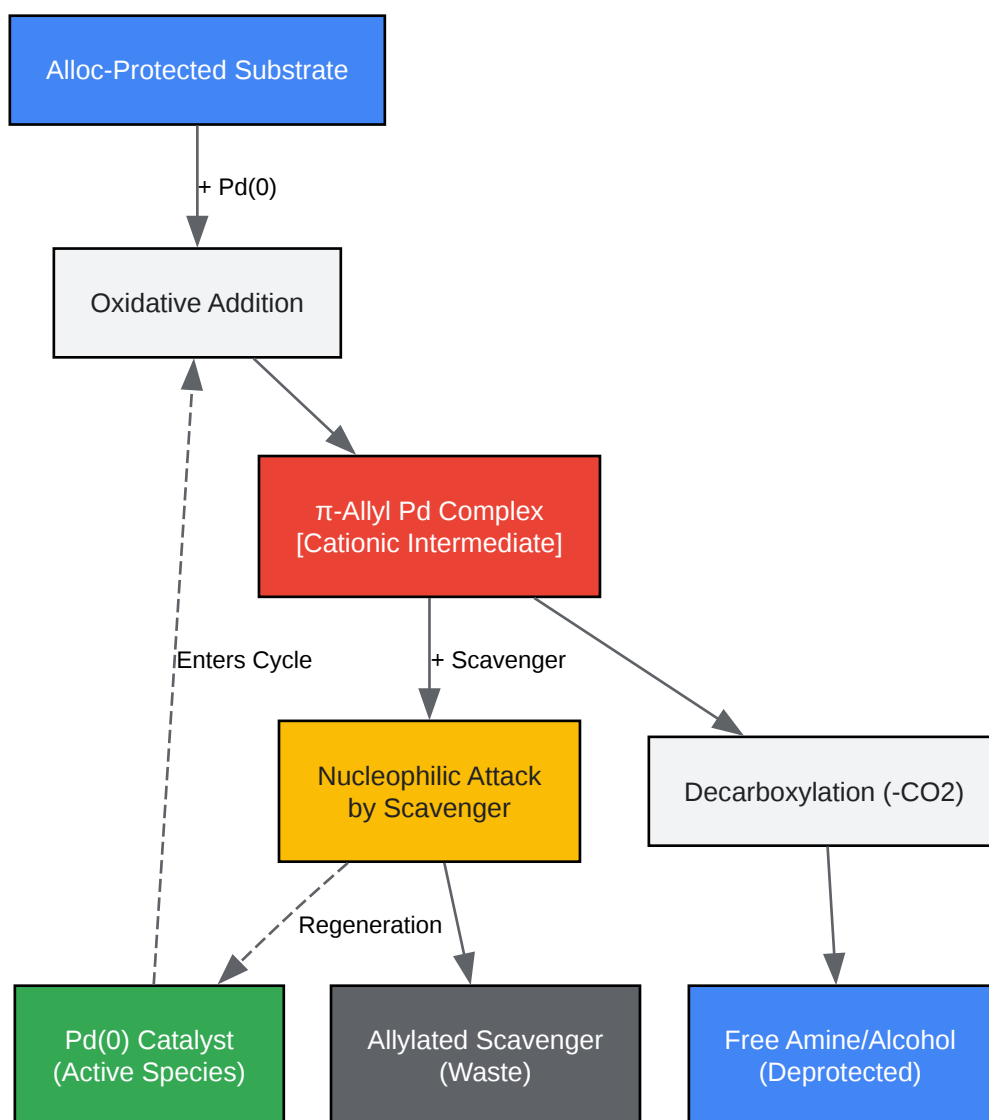 Alloc-Protected Substrate
+ Pd(0)
Oxidative Addition
π-Allyl Pd Complex
[Cationic Intermediate]
Enters Cycle
+ Scavenger
Nucleophilic Attack
by Scavenger
Decarboxylation (-CO2)
Regeneration
Pd(0) Catalyst
(Active Species)
Allylated Scavenger
(Waste)
Free Amine/Alcohol
(Deprotected)